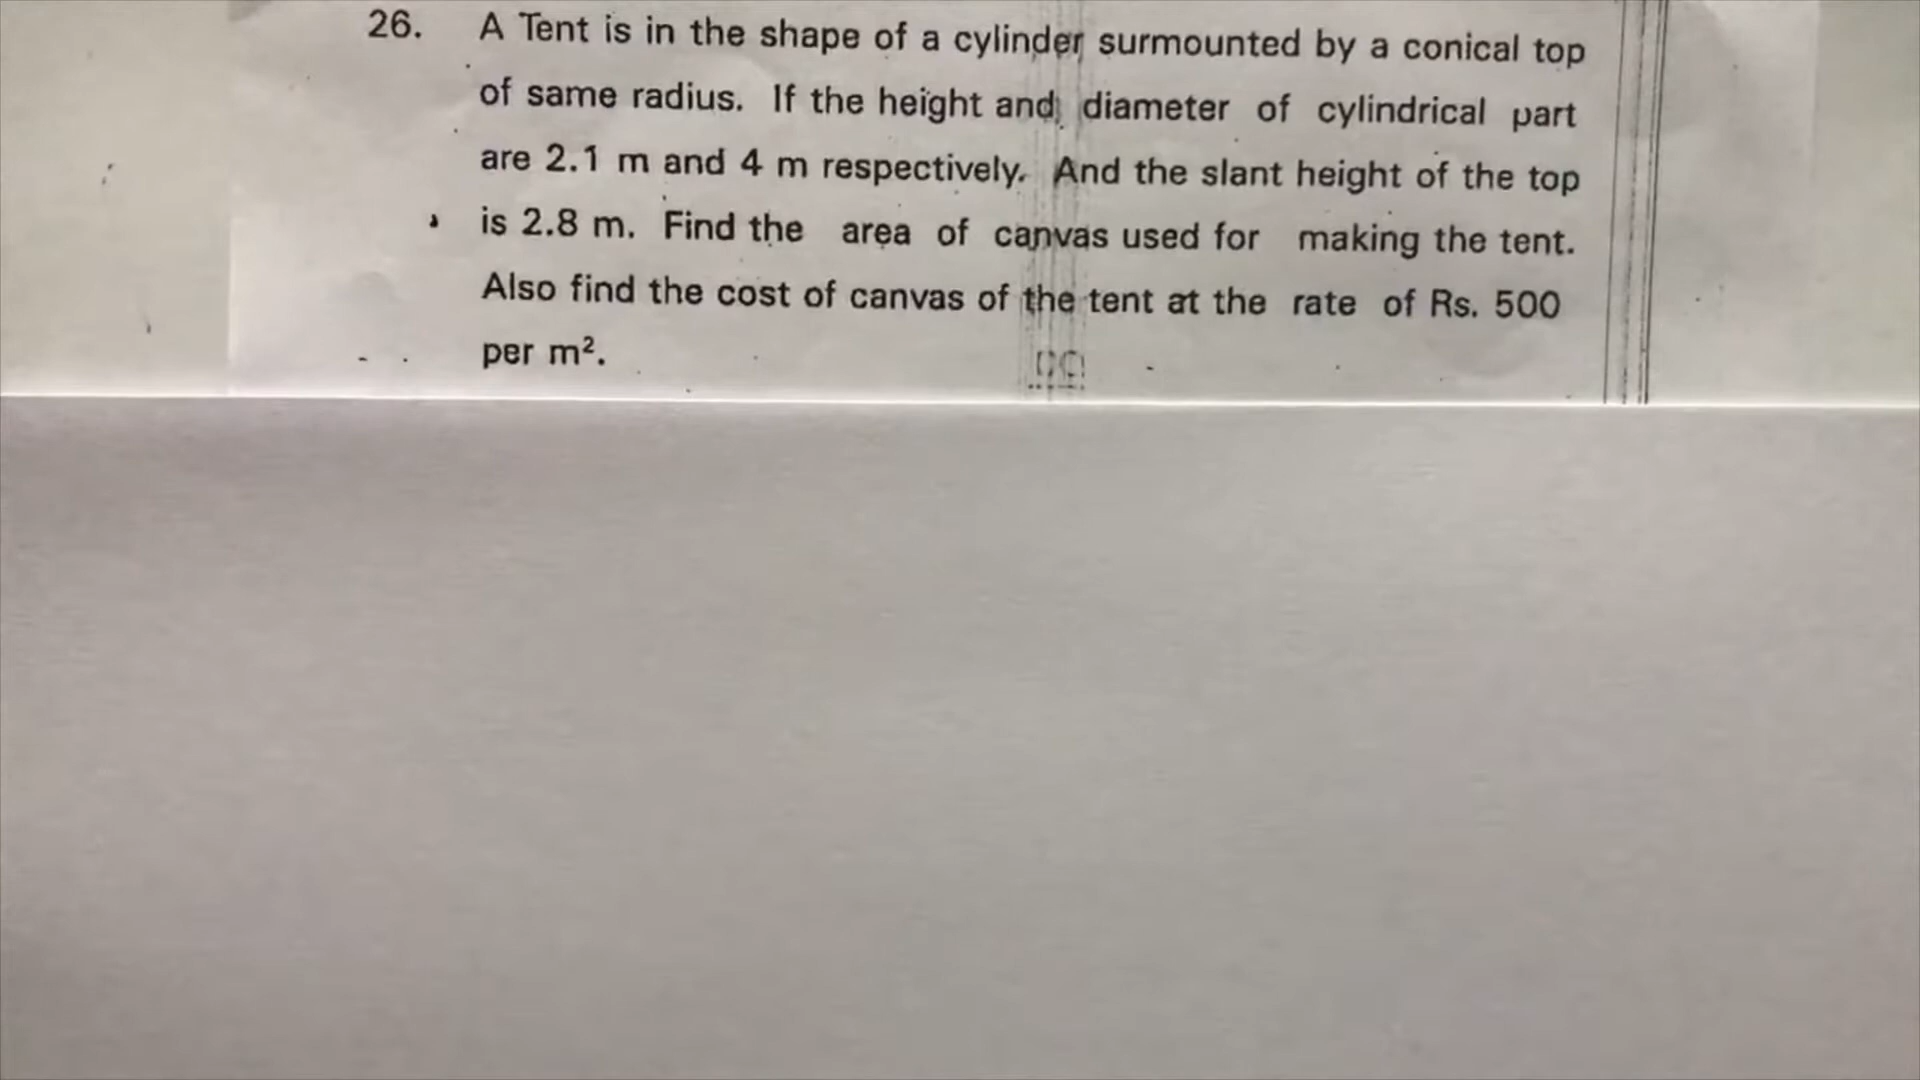 26. A Tent is in the shape of a cylinder surmounted by a conical top
of same radius. If the height and diameter of cylindrical part
are 2.1 m and 4 m respectively. And the slant height of the top
is 2.8 m. Find the area of canvas used for making the tent.
Also find the cost of canvas of the tent at the rate of Rs. 500
per m².